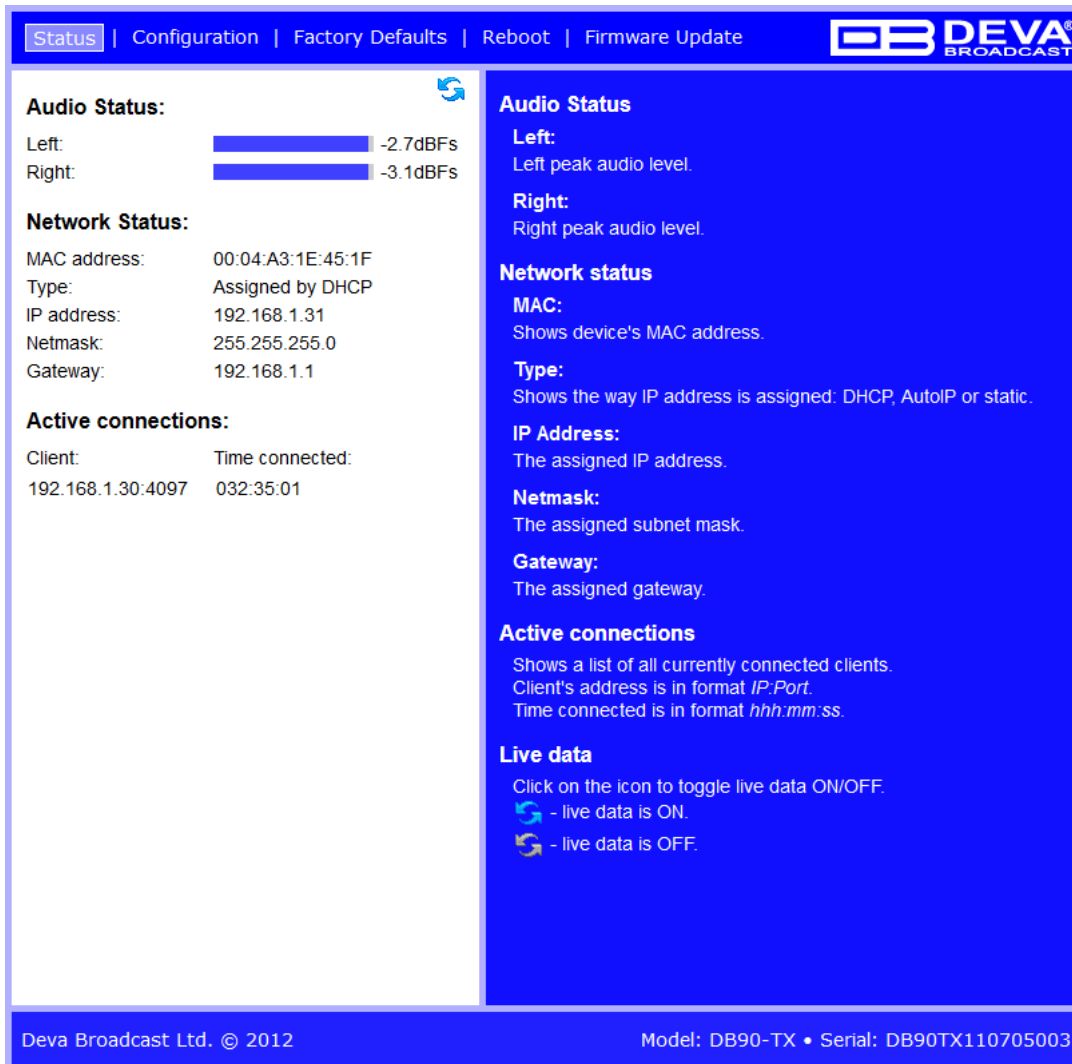 Status | Configuration | Factory Defaults | Reboot | Firmware Update
DB DEVA®
BROADCAST
Audio Status:
Left: -2.7dBFs
Right: -3.1dBFs
Network Status:
MAC address: 00:04:A3:1E:45:1F
Type: Assigned by DHCP
IP address: 192.168.1.31
Netmask: 255.255.255.0
Gateway: 192.168.1.1
Active connections:
Client: Time connected:
192.168.1.30:4097 032:35:01
Audio Status
Left:
Left peak audio level.
Right:
Right peak audio level.
Network status
MAC:
Shows device's MAC address.
Type:
Shows the way IP address is assigned: DHCP, AutoIP or static.
IP Address:
The assigned IP address.
Netmask:
The assigned subnet mask.
Gateway:
The assigned gateway.
Active connections
Shows a list of all currently connected clients.
Client's address is in format IP:Port.
Time connected is in format hhh:mm:ss.
Live data
Click on the icon to toggle live data ON/OFF.
- live data is ON.
- live data is OFF.
Deva Broadcast Ltd. © 2012
Model: DB90-TX • Serial: DB90TX110705003